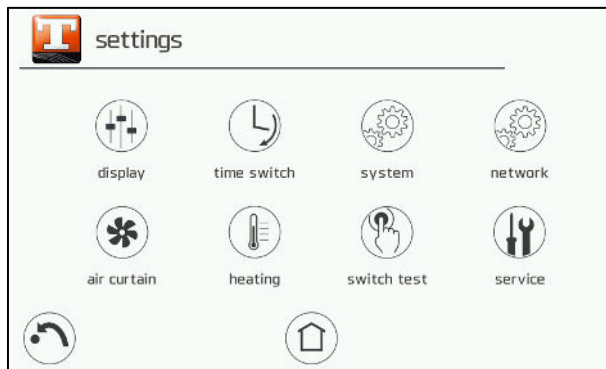 T settings
display time switch system network
air curtain heating switch test service